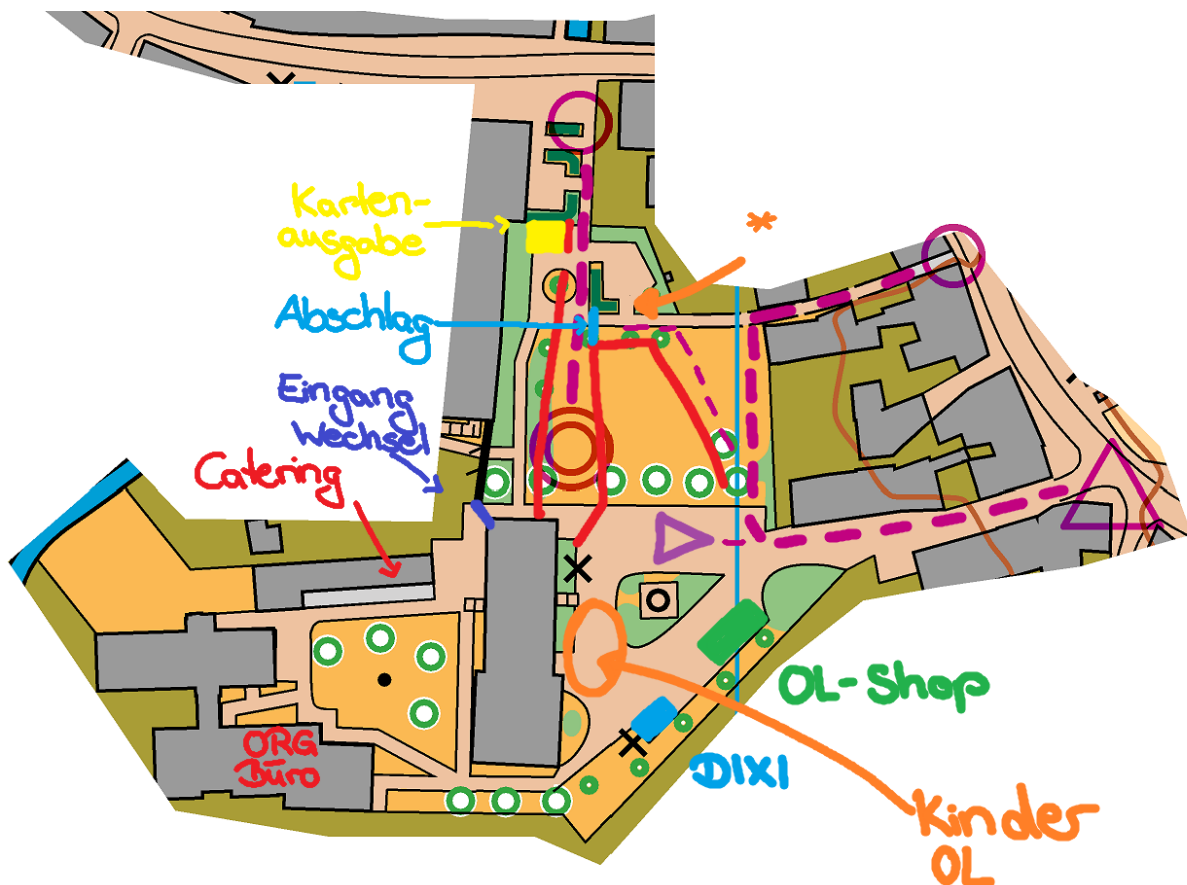 Karten-
ausgabe
*
Abschlag
Eingang
Wechsel
Catering
OL-Shop
ORG
Büro
DIXI
Kinder
OL